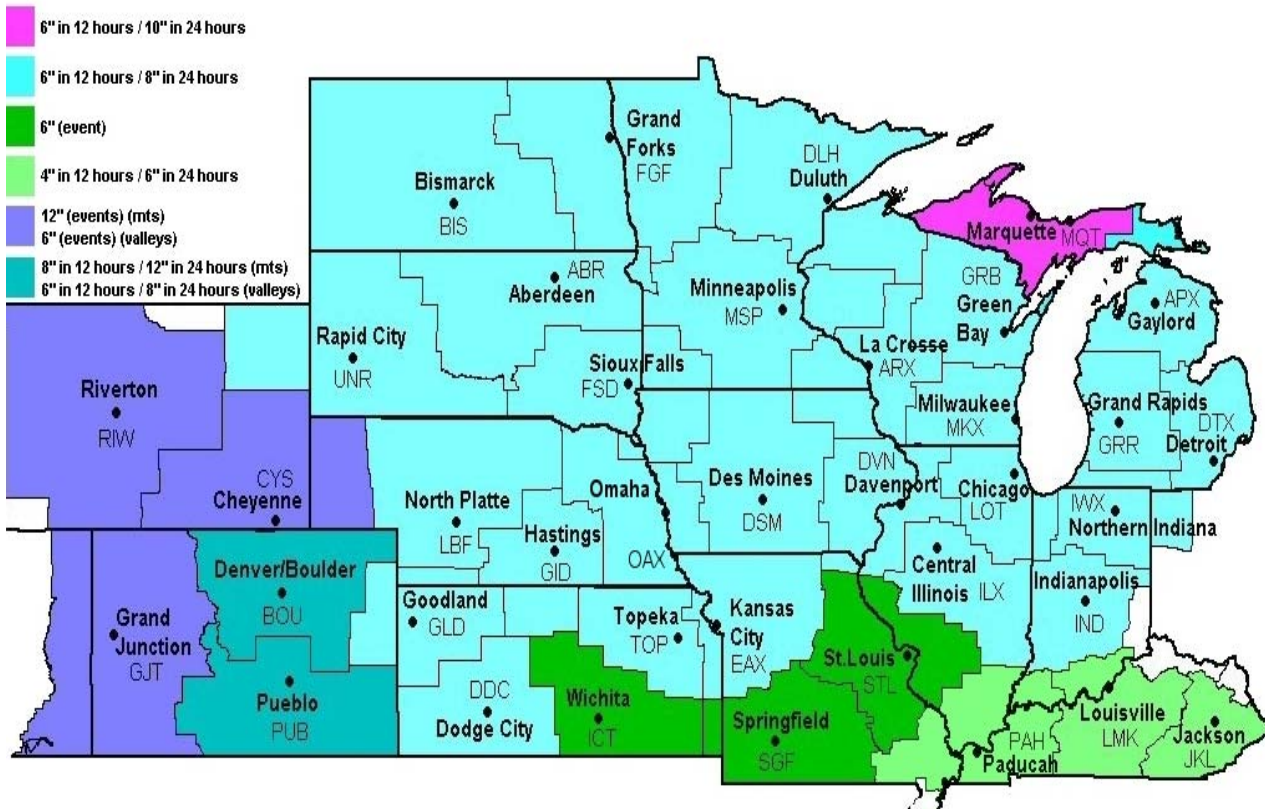 6" in 12 hours / 10" in 24 hours
6" in 12 hours / 8" in 24 hours
6" (event)
4" in 12 hours / 6" in 24 hours
12" (events) (mts)
6" (events) (valleys)
8" in 12 hours / 12" in 24 hours (mts)
6" in 12 hours / 8" in 24 hours (valleys)
Grand
Forks
FGF
DLH
Duluth
Bismarck
BIS
Marquette
MQT
ABR
Aberdeen
Minneapolis
MSP
GRB
Green
Bay
APX
Gaylord
Rapid City
UNR
Sioux Falls
FSD
La Crosse
ARX
Riverton
RIW
Milwaukee
MKX
Grand Rapids
GRR
DTX
Detroit
CYS
Cheyenne
North Platte
LBF
Hastings
GID
Omaha
OAX
Des Moines
DSM
DVN
Davenport
Chicago
LOT
IWX
Northern Indiana
Denver/Boulder
BOU
Central
Illinois
ILX
Indianapolis
IND
Grand
Junction
GJT
Goodland
GLD
Topeka
TOP
Kansas
City
EAX
St.Louis
STL
Pueblo
PUB
DDC
Dodge City
Wichita
ICT
Springfield
SGF
PAH
Paducah
Louisville
LMK
Jackson
JKL